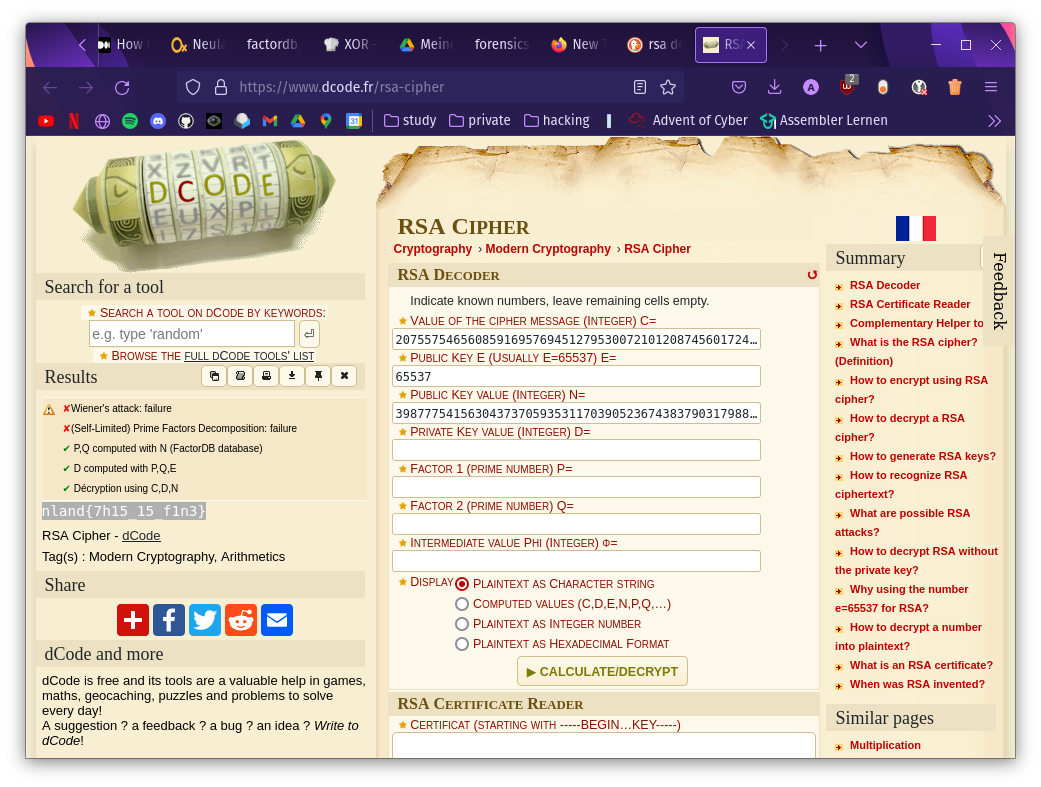 How
Neula
factordb.
XOR -
Meine
forensics
New T
rsa d
RSA
https://www.dcode.fr/rsa-cipher
2
study
private
hacking
Advent of Cyber
Assembler Lernen
DCODE
Search for a tool
Search a tool on dCode by keywords:
e.g. type 'random'
Browse the full dCode tools' list
Results
✘Wiener's attack: failure
✘(Self-Limited) Prime Factors Decomposition: failure
✔ P,Q computed with N (FactorDB database)
✔ D computed with P,Q,E
✔ Décryption using C,D,N
nland{7h15_15_f1n3}
RSA Cipher - dCode
Tag(s) : Modern Cryptography, Arithmetics
Share
dCode and more
dCode is free and its tools are a valuable help in games,
maths, geocaching, puzzles and problems to solve
every day!
A suggestion ? a feedback ? a bug ? an idea ? Write to
dCode!
RSA Cipher
Cryptography › Modern Cryptography › RSA Cipher
RSA Decoder
Indicate known numbers, leave remaining cells empty.
Value of the cipher message (Integer) C=
207557546560859169576945127953007210120874560172​4…
Public Key E (Usually E=65537) E=
65537
Public Key value (Integer) N=
3987775415630437370593531170390523674383790317988…
Private Key value (Integer) D=
Factor 1 (prime number) P=
Factor 2 (prime number) Q=
Intermediate value Phi (Integer) Φ=
Display
Plaintext as Character string
Computed values (C,D,E,N,P,Q,…)
Plaintext as Integer number
Plaintext as Hexadecimal Format
▶ CALCULATE/DECRYPT
RSA Certificate Reader
Certificat (starting with -----BEGIN…KEY-----)
Summary
RSA Decoder
RSA Certificate Reader
Complementary Helper to
What is the RSA cipher?
(Definition)
How to encrypt using RSA
cipher?
How to decrypt a RSA
cipher?
How to generate RSA keys?
How to recognize RSA
ciphertext?
What are possible RSA
attacks?
How to decrypt RSA without
the private key?
Why using the number
e=65537 for RSA?
How to decrypt a number
into plaintext?
What is an RSA certificate?
When was RSA invented?
Similar pages
Multiplication
Feedback